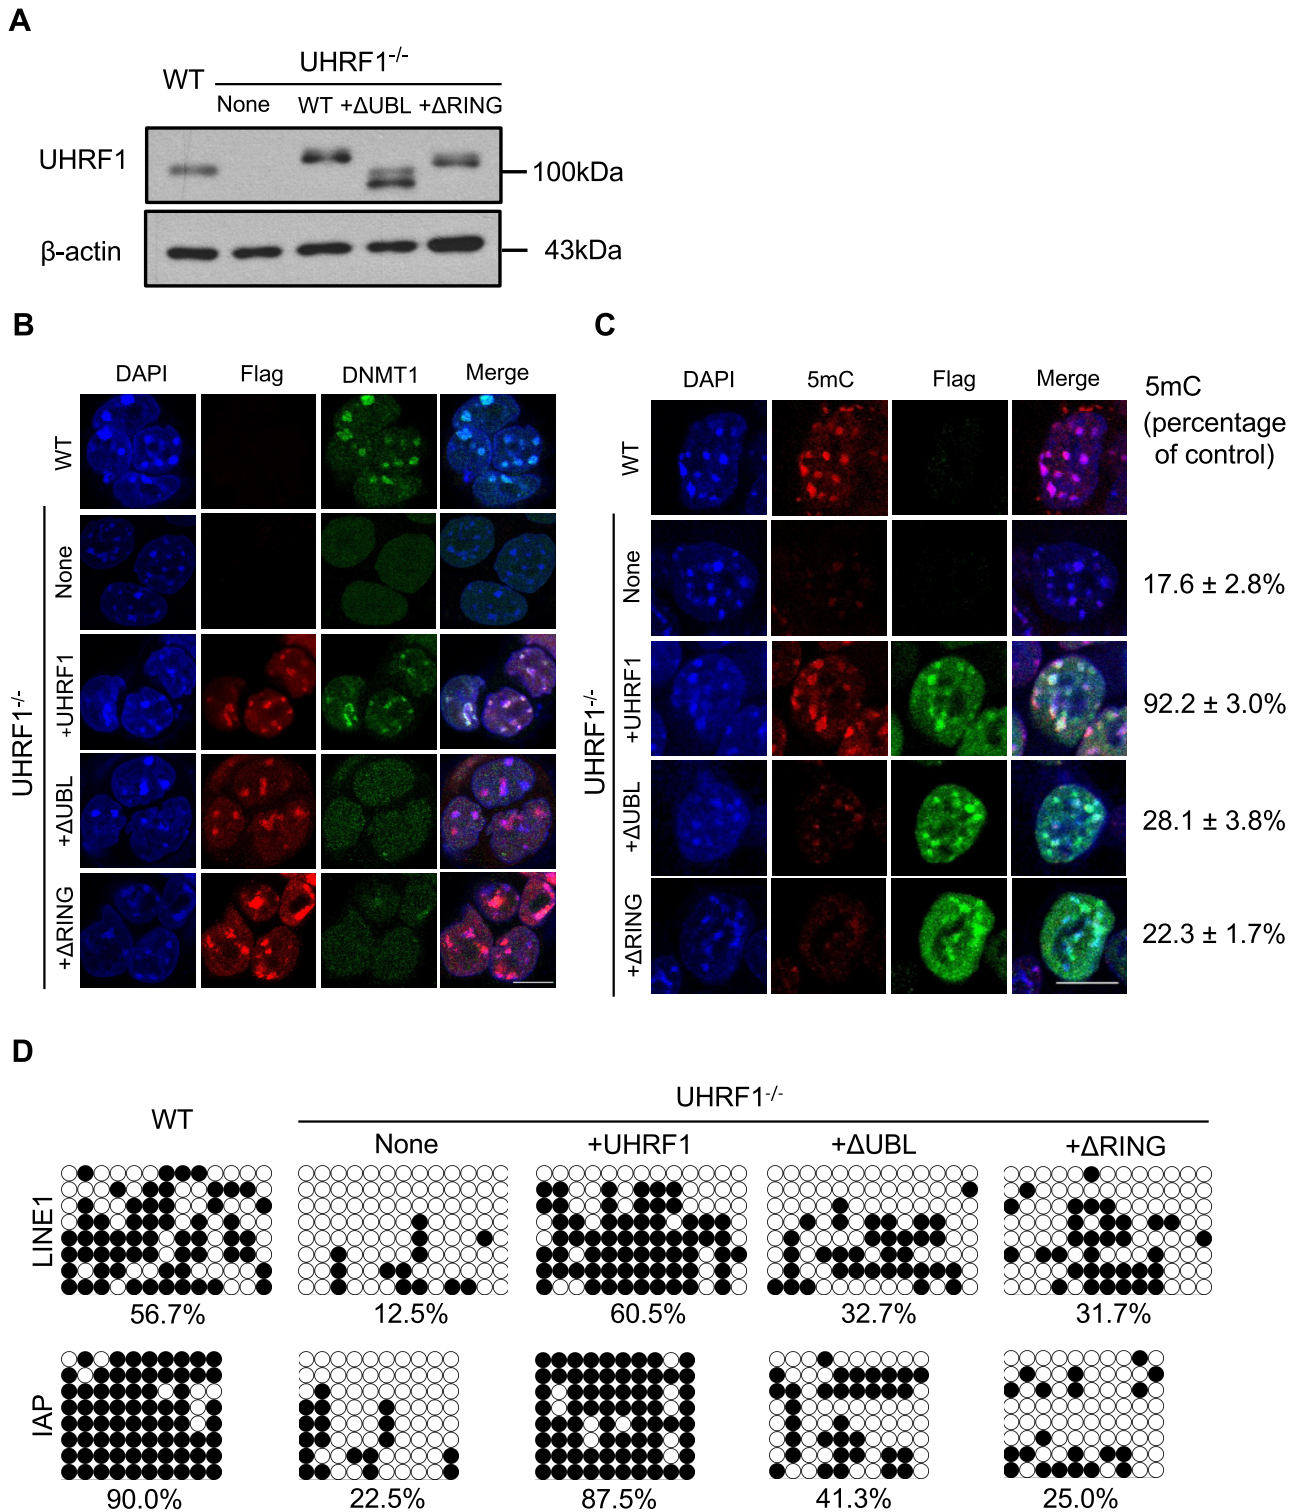 A
UHRF1-/-
WT
None WT +ΔUBL +ΔRING
UHRF1
100kDa
β-actin
43kDa
B
DAPI Flag DNMT1 Merge
WT
None
+UHRF1
+ΔUBL
+ΔRING
UHRF1-/-
C
DAPI 5mC Flag Merge
5mC
(percentage
of control)
WT
None
17.6 ± 2.8%
+UHRF1
92.2 ± 3.0%
+ΔUBL
28.1 ± 3.8%
+ΔRING
22.3 ± 1.7%
UHRF1-/-
D
UHRF1-/-
WT
None +UHRF1 +ΔUBL +ΔRING
LINE1
56.7% 12.5% 60.5% 32.7% 31.7%
IAP
90.0% 22.5% 87.5% 41.3% 25.0%